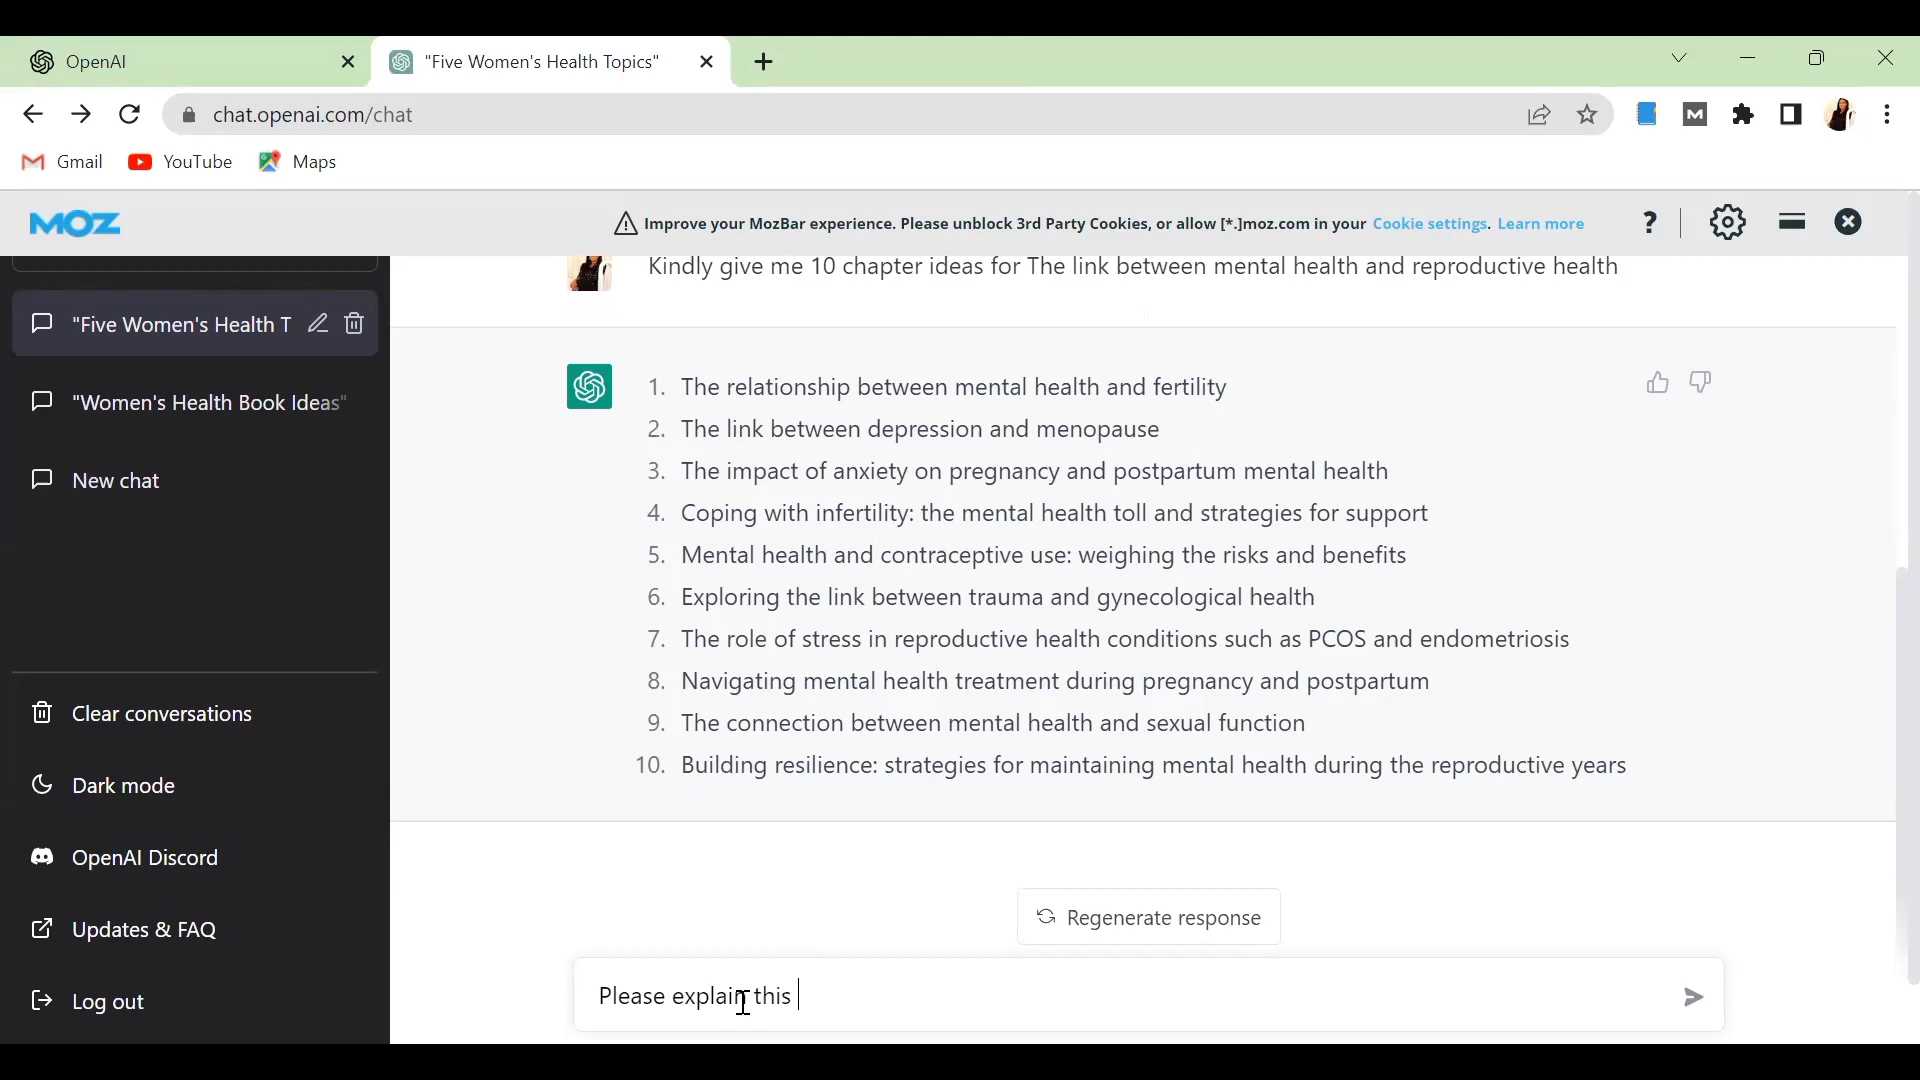 OpenAI
"Five Women's Health Topics"
chat.openai.com/chat
Gmail
YouTube
Maps
MOZ
Improve your MozBar experience. Please unblock 3rd Party Cookies, or allow [*.]moz.com in your Cookie settings. Learn more
?
Kindly give me 10 chapter ideas for The link between mental health and reproductive health
"Five Women's Health T
"Women's Health Book Ideas"
New chat
1. The relationship between mental health and fertility
2. The link between depression and menopause
3. The impact of anxiety on pregnancy and postpartum mental health
4. Coping with infertility: the mental health toll and strategies for support
5. Mental health and contraceptive use: weighing the risks and benefits
6. Exploring the link between trauma and gynecological health
7. The role of stress in reproductive health conditions such as PCOS and endometriosis
8. Navigating mental health treatment during pregnancy and postpartum
9. The connection between mental health and sexual function
10. Building resilience: strategies for maintaining mental health during the reproductive years
Clear conversations
Dark mode
OpenAI Discord
Updates & FAQ
Log out
Regenerate response
Please explain this